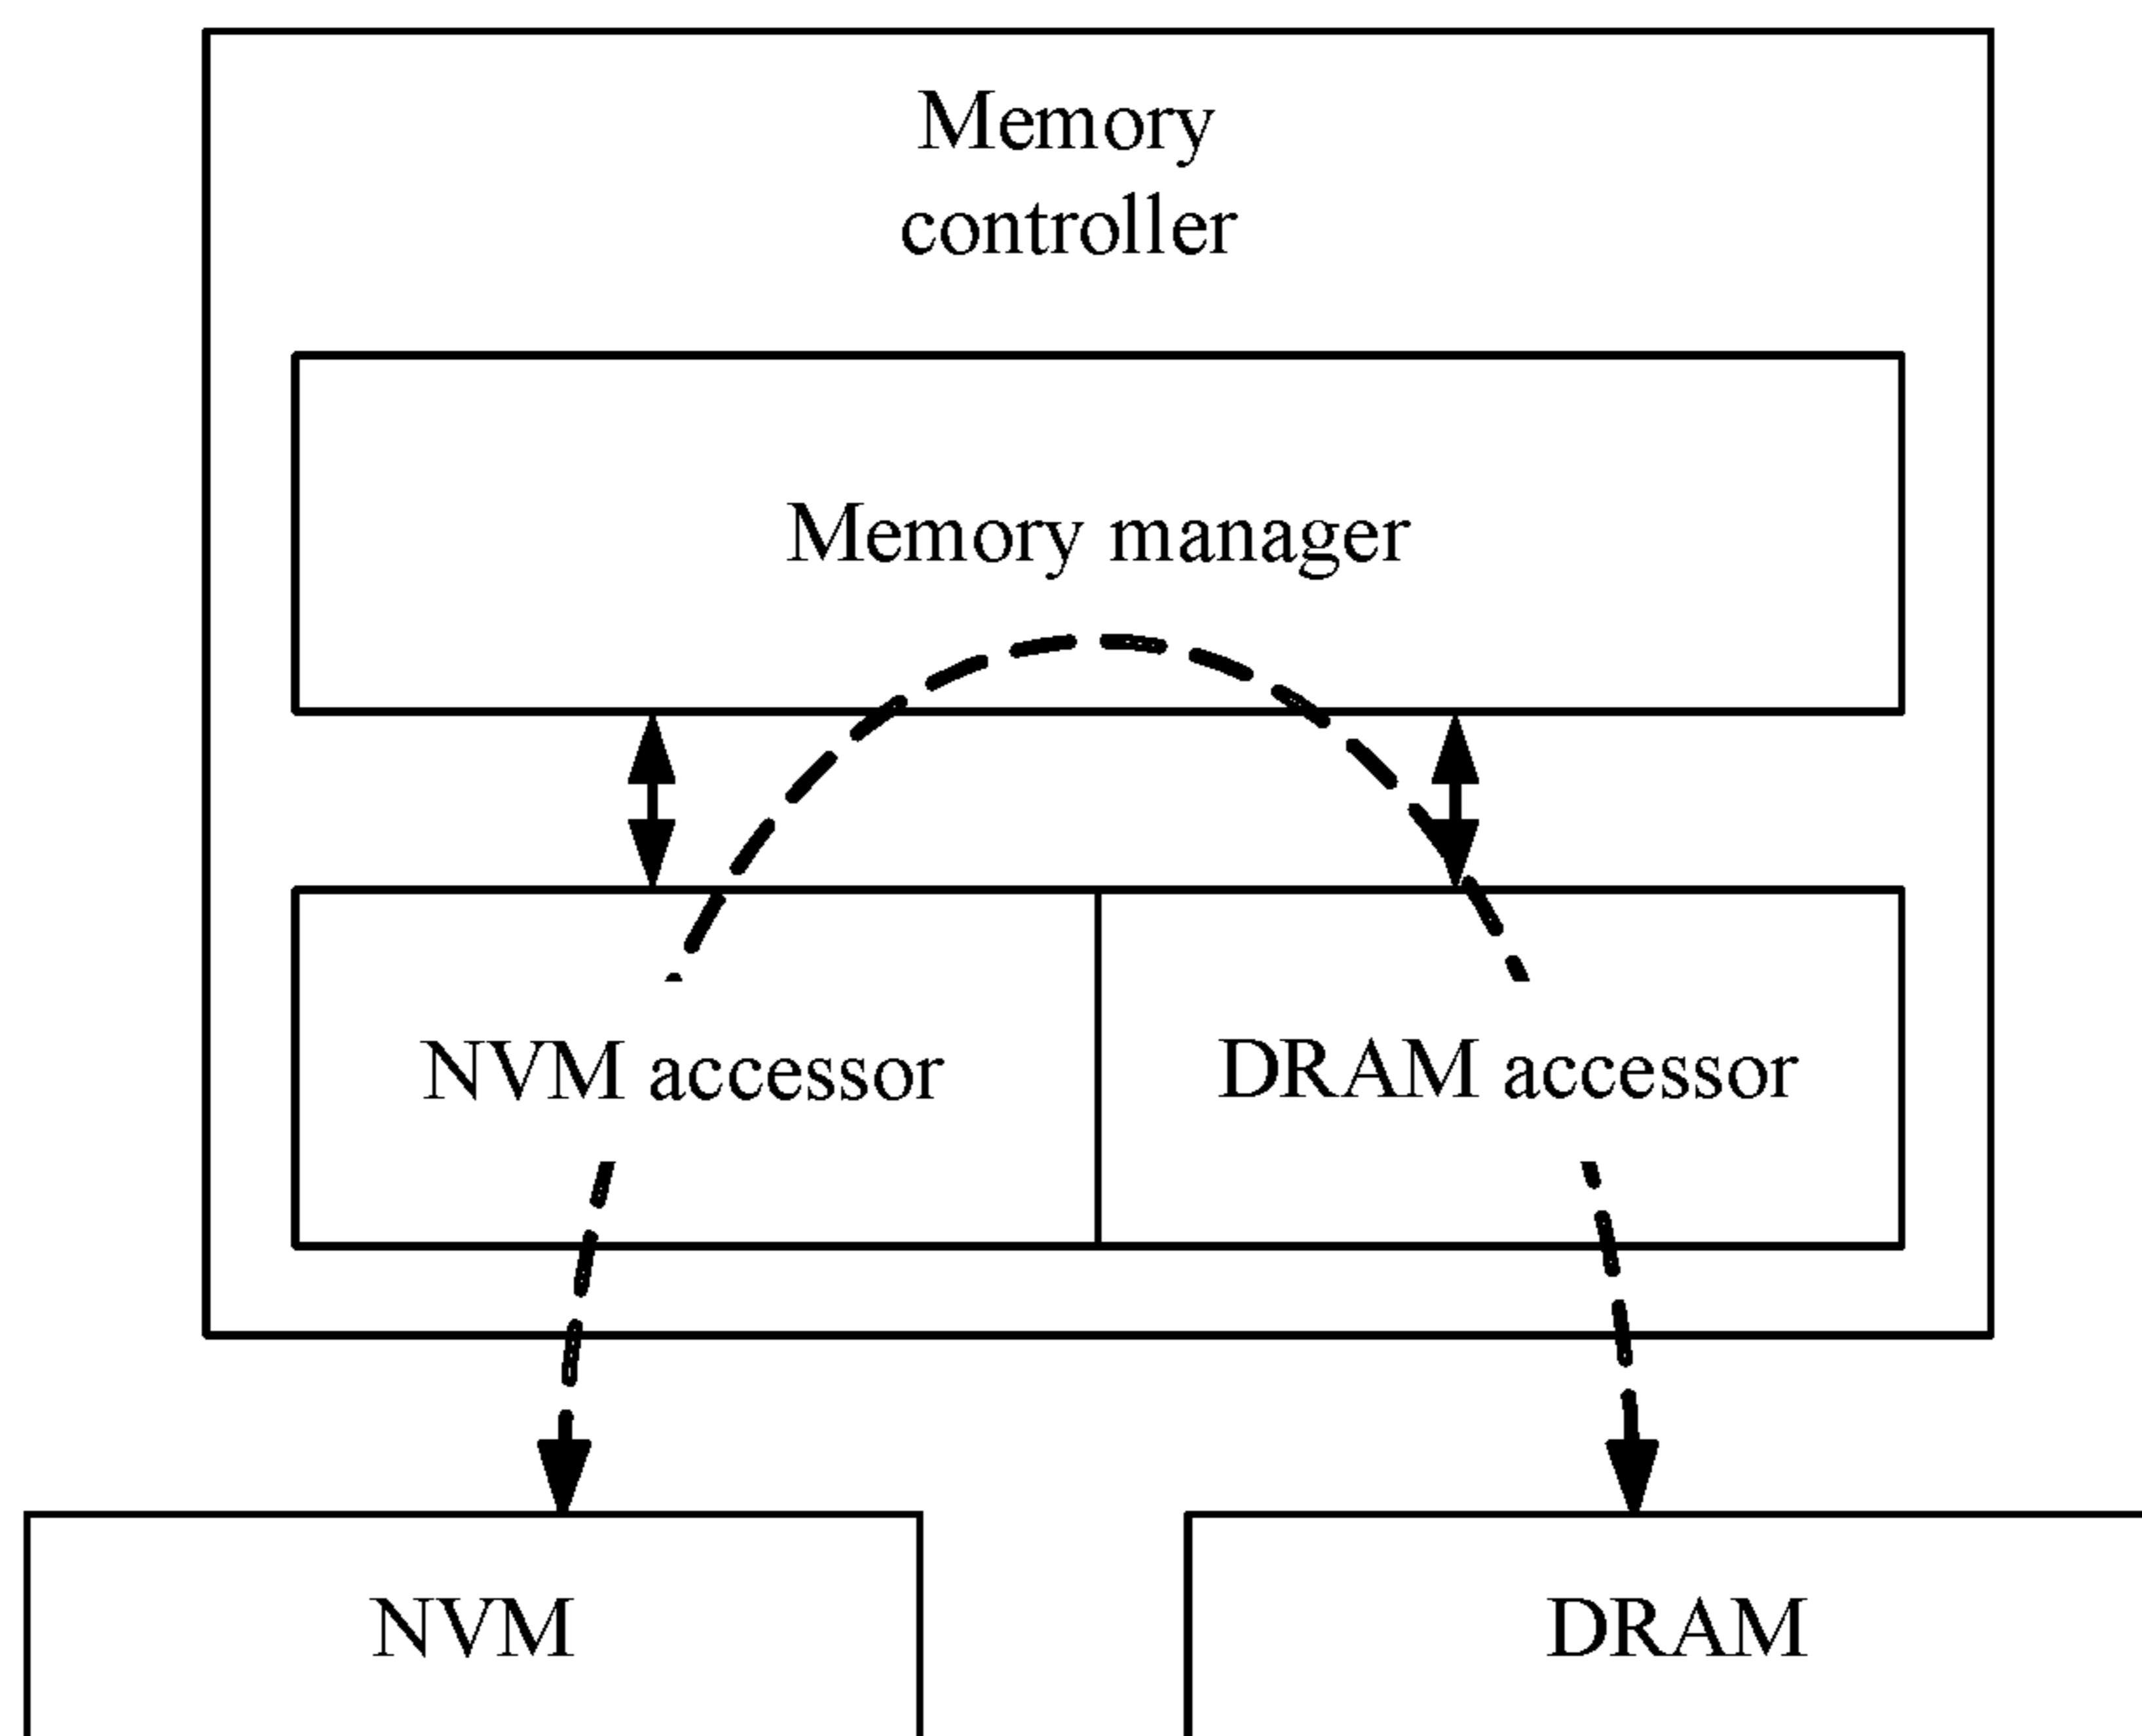 Memory
controller
Memory manager
NVM accessor
DRAM accessor
NVM
DRAM